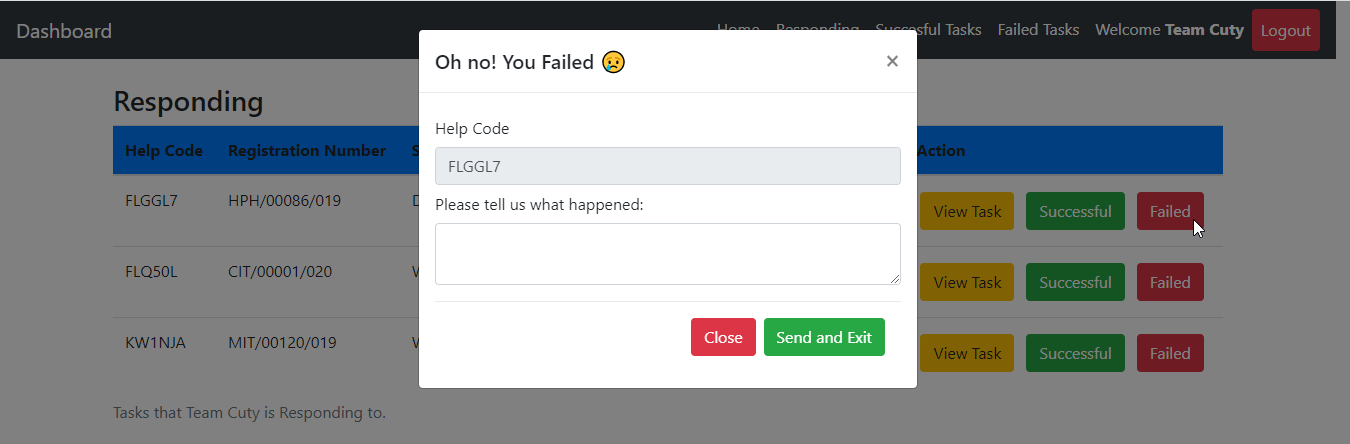 Dashboard Home Responding Succesful Tasks Failed Tasks Welcome Team Cuty Logout
Oh no! You Failed 😥 ×
Responding
Help Code Registration Number S Action
Help Code
FLGGL7
Please tell us what happened:
Close Send and Exit
FLGGL7 HPH/00086/019 View Task Successful Failed
FLQ50L CIT/00001/020 View Task Successful Failed
KW1NJA MIT/00120/019 View Task Successful Failed
Tasks that Team Cuty is Responding to.